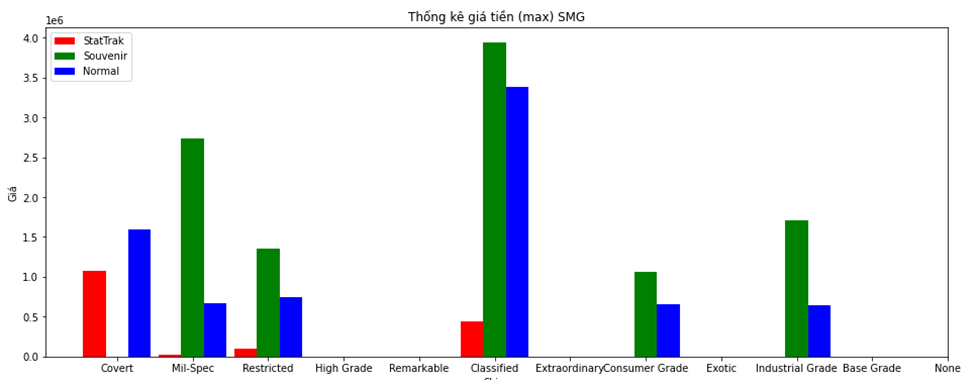 Thống kê giá tiền (max) SMG
1e6
StatTrak
Souvenir
Normal
4.0
3.5
3.0
2.5
2.0
1.5
1.0
0.5
0.0
Giá
Covert Mil-Spec Restricted High Grade Remarkable Classified Extraordinary Consumer Grade Exotic Industrial Grade Base Grade None